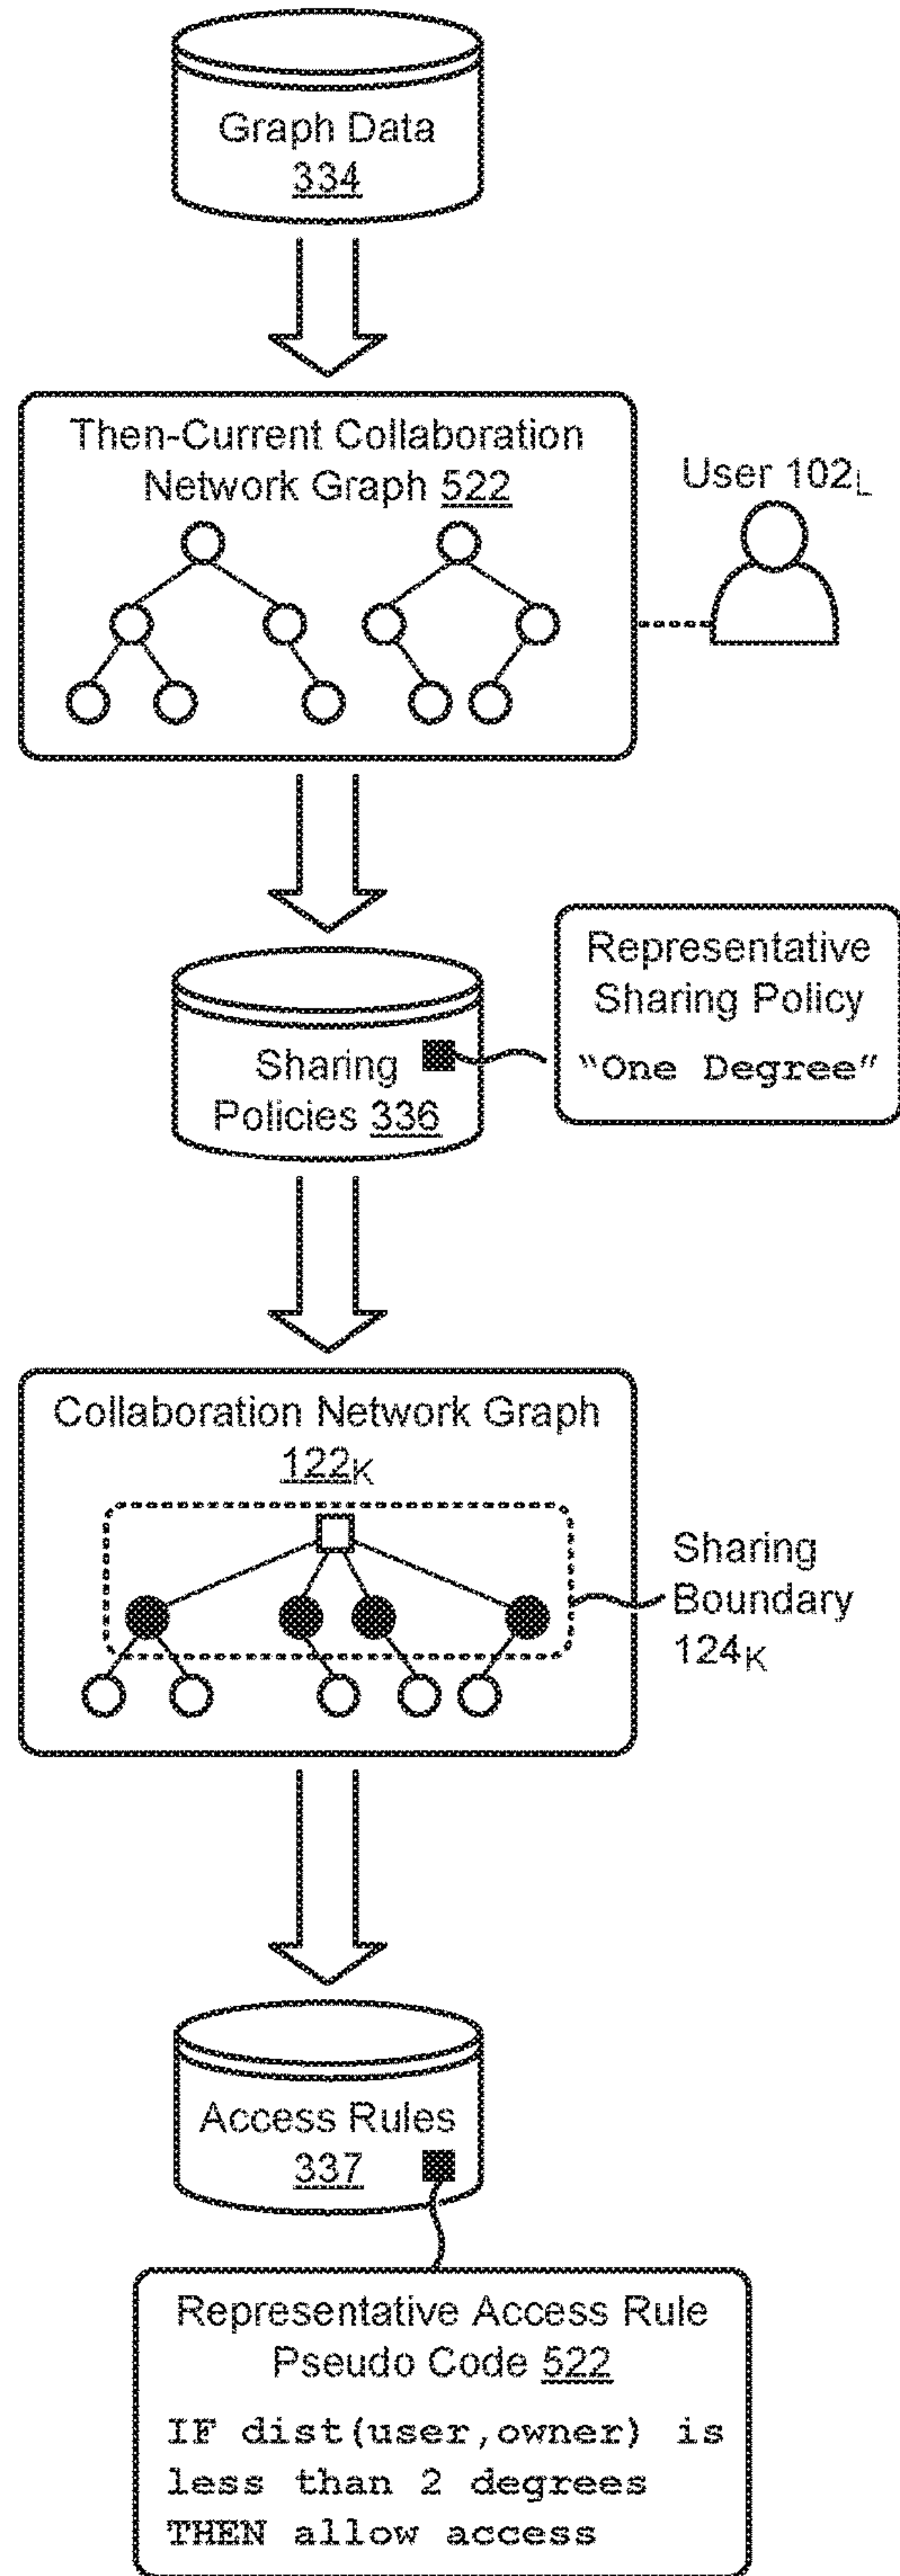 Graph Data
334
Then-Current Collaboration
Network Graph 522
User 102L
Representative
Sharing Policy
"One Degree"
Sharing
Policies 336
Collaboration Network Graph
122K
Sharing
Boundary
124K
Access Rules
337
Representative Access Rule
Pseudo Code 522
IF dist(user,owner) is
less than 2 degrees
THEN allow access